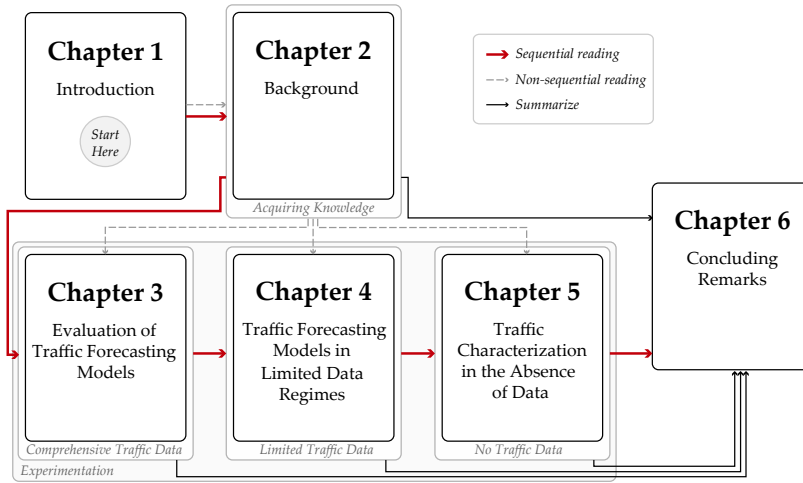 Chapter 1
Introduction
Start
Here
Chapter 2
Background
Acquiring Knowledge
Sequential reading
Non-sequential reading
Summarize
Chapter 6
Concluding
Remarks
Chapter 3
Evaluation of
Traffic Forecasting
Models
Comprehensive Traffic Data
Chapter 4
Traffic Forecasting
Models in
Limited Data
Regimes
Limited Traffic Data
Chapter 5
Traffic
Characterization
in the Absence
of Data
No Traffic Data
Experimentation